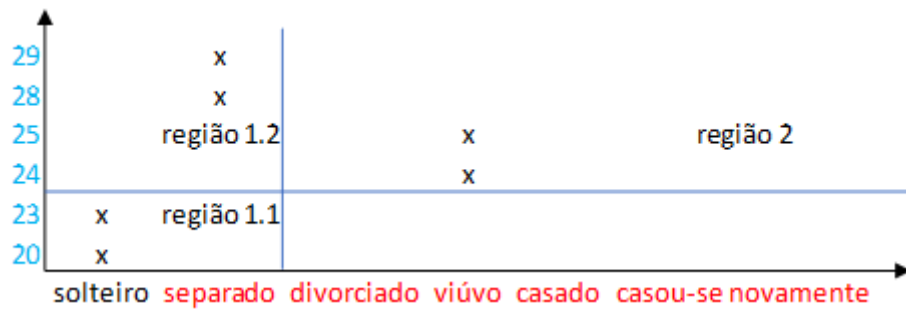 29 x
28 x
25 região 1.2 x região 2
24 x
23 x região 1.1
20 x
solteiro separado divorciado viúvo casado casou-se novamente